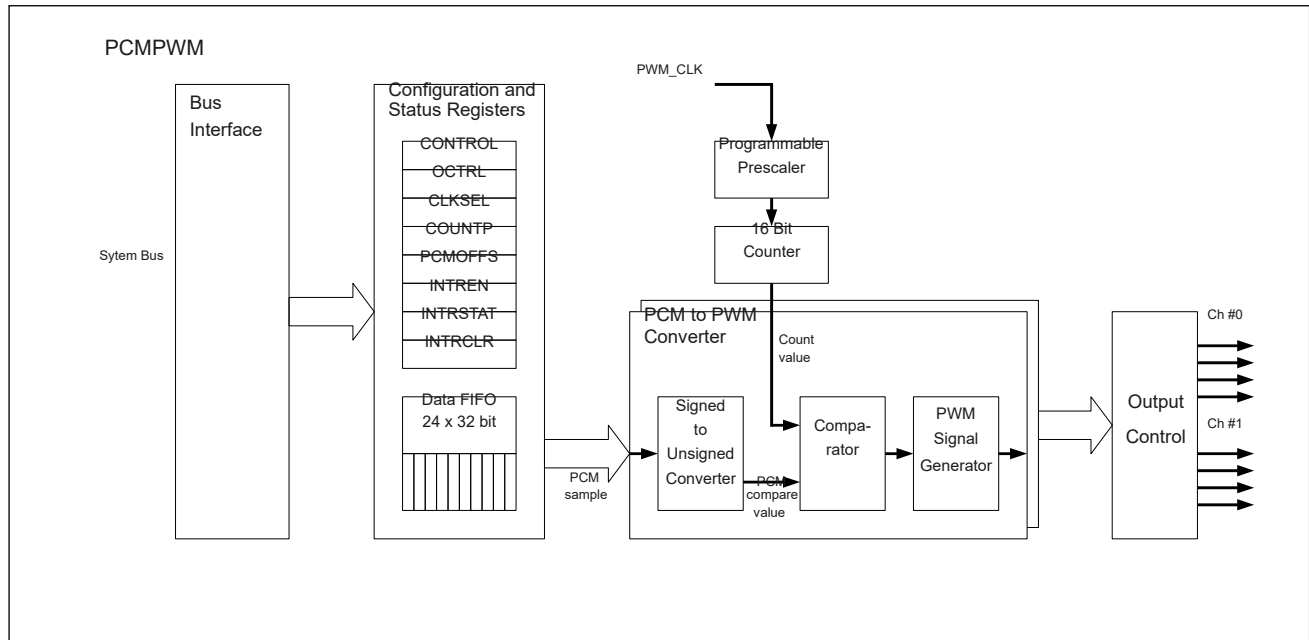 PCMPWM
Bus
Interface
Sytem Bus
Configuration and
Status Registers
CONTROL
OCTRL
CLKSEL
COUNTP
PCMOFFS
INTREN
INTRSTAT
INTRCLR
Data FIFO
24 x 32 bit
PCM
sample
PWM_CLK
Programmable
Prescaler
16 Bit
Counter
PCM to PWM
Converter
Count
value
Signed
to
Unsigned
Converter
PCM
compare
value
Compa-
rator
PWM
Signal
Generator
Output
Control
Ch #0
Ch #1